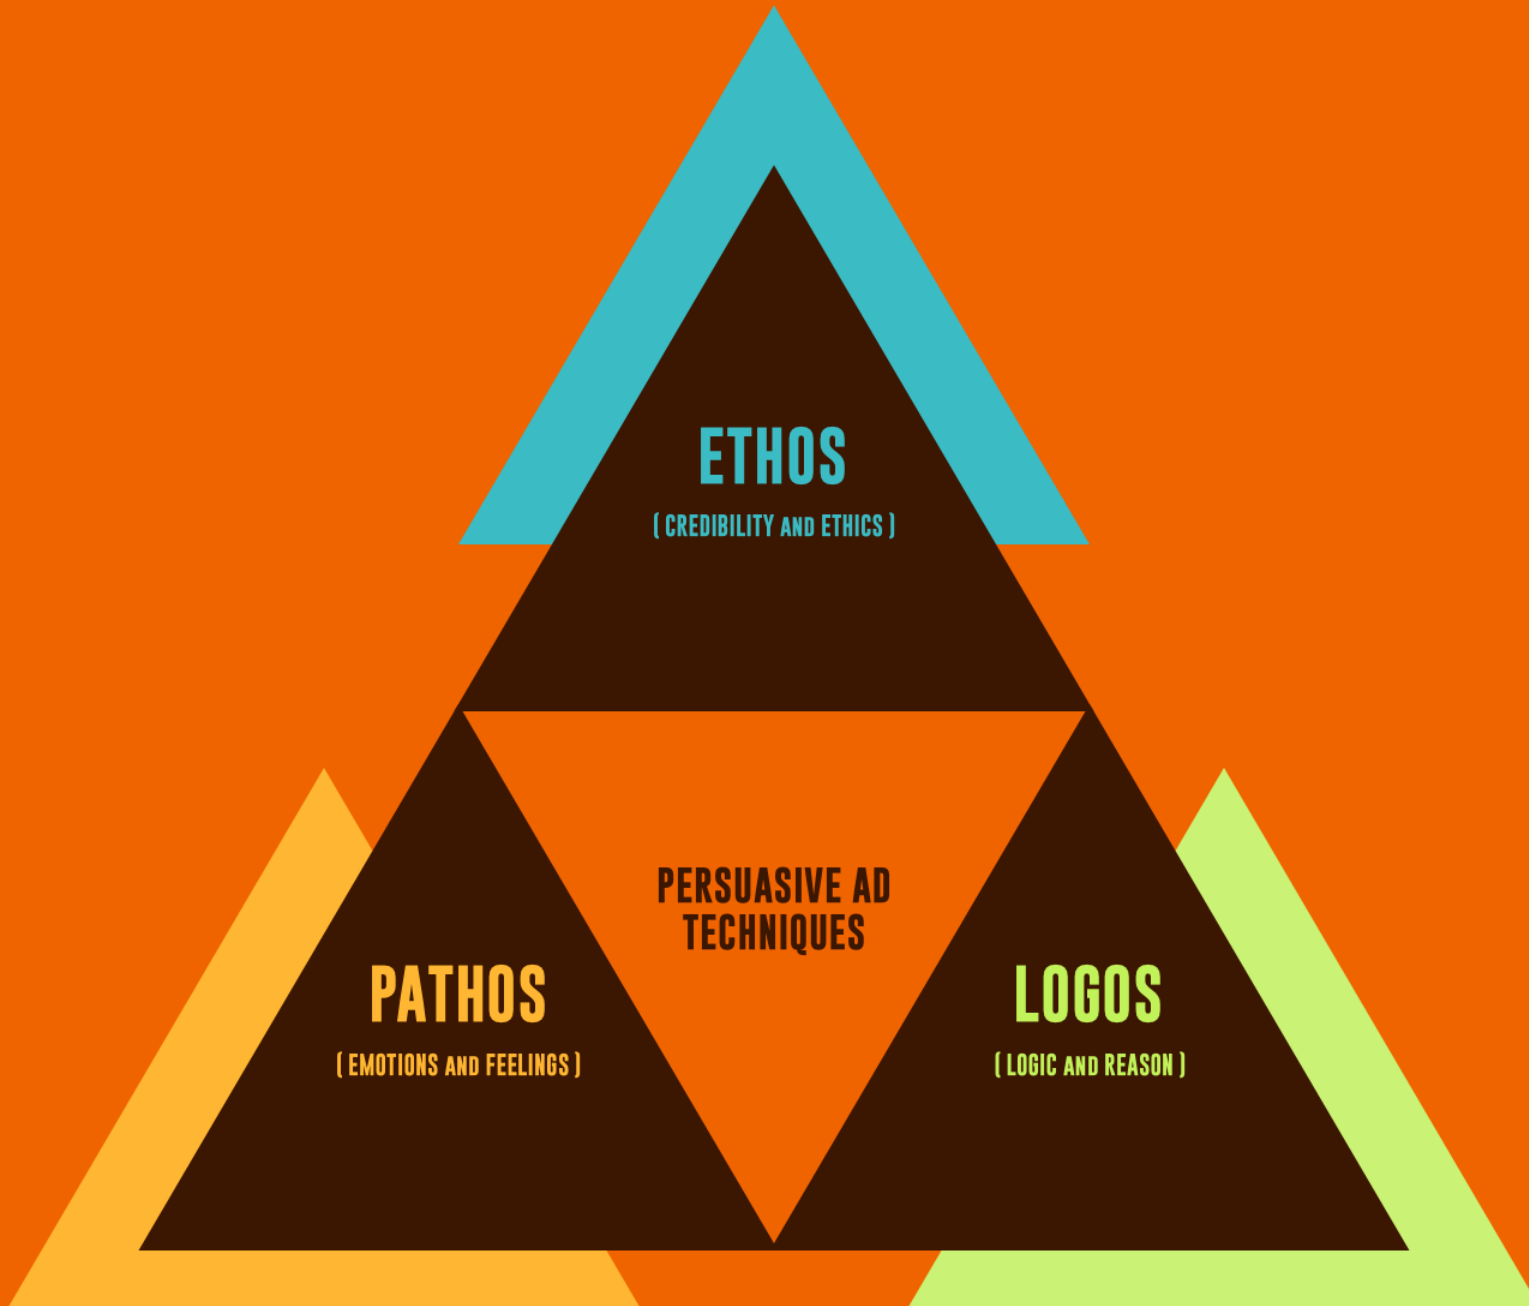 ETHOS
( CREDIBILITY AND ETHICS )
PERSUASIVE AD
TECHNIQUES
PATHOS
( EMOTIONS AND FEELINGS )
LOGOS
( LOGIC AND REASON )